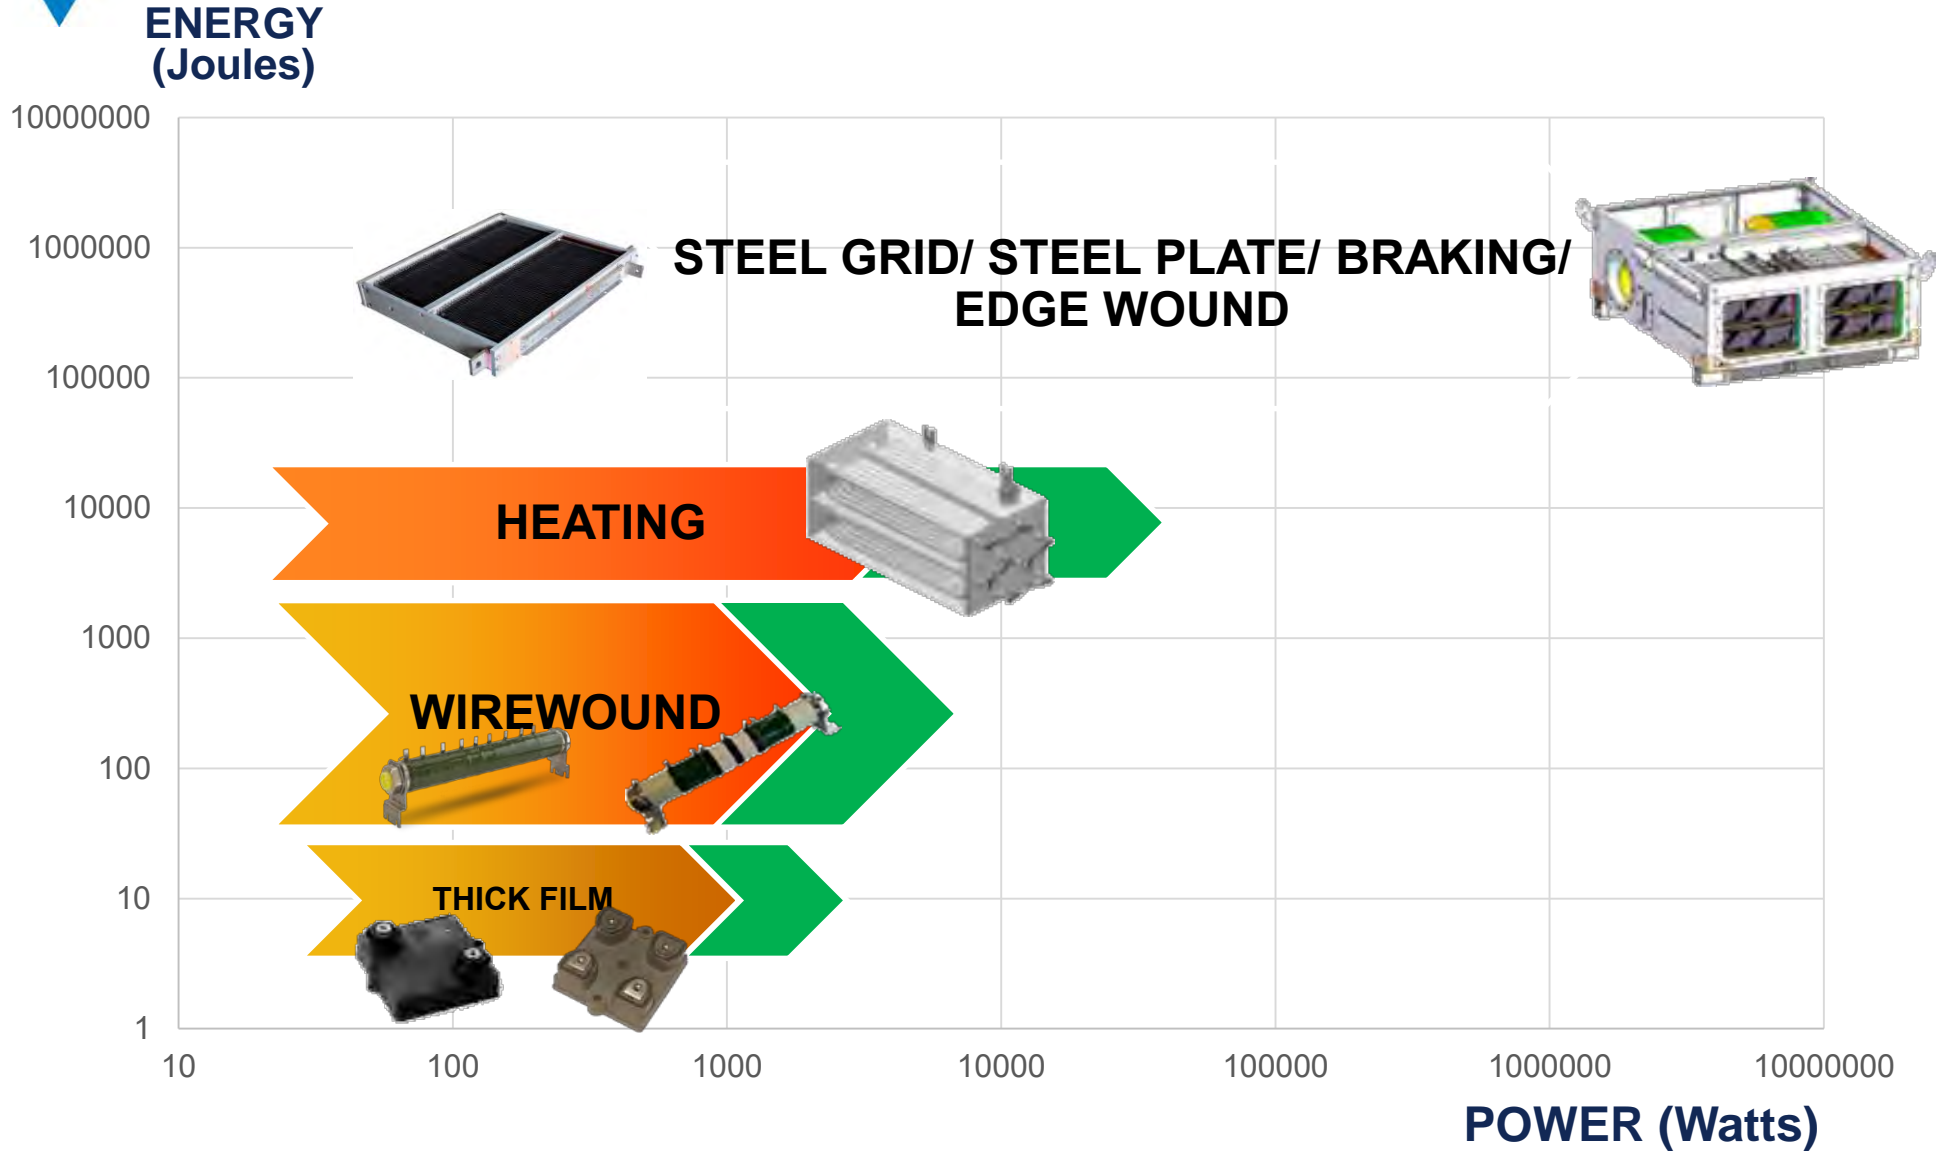 ENERGY
(Joules)
10000000
1000000
STEEL GRID/ STEEL PLATE/ BRAKING/
EDGE WOUND
100000
10000
HEATING
1000
WIREWOUND
100
10
THICK FILM
1
10 100 1000 10000 100000 1000000 10000000
POWER (Watts)